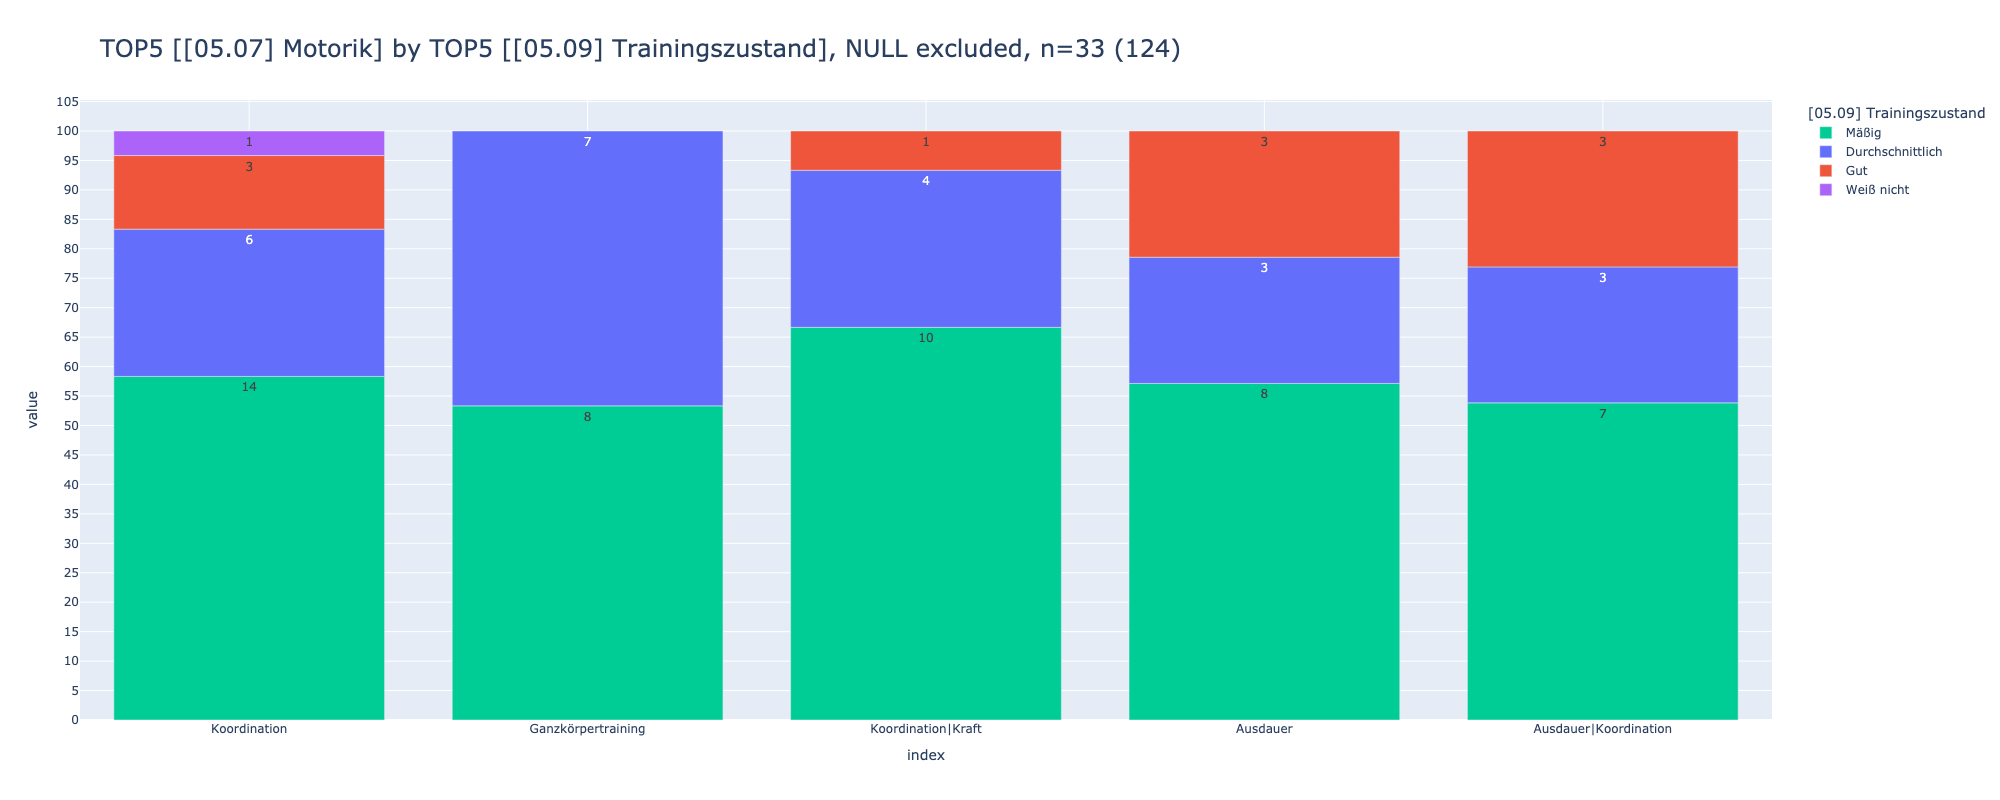 TOP5 [[05.07] Motorik] by TOP5 [[05.09] Trainingszustand], NULL excluded, n=33 (124)
[05.09] Trainingszustand
Mäßig
Durchschnittlich
Gut
Weiß nicht
value
105
100
95
90
85
80
75
70
65
60
55
50
45
40
35
30
25
20
15
10
5
0
1
3
6
14
7
8
1
4
10
3
3
8
3
3
7
Koordination
Ganzkörpertraining
Koordination|Kraft
Ausdauer
Ausdauer|Koordination
index